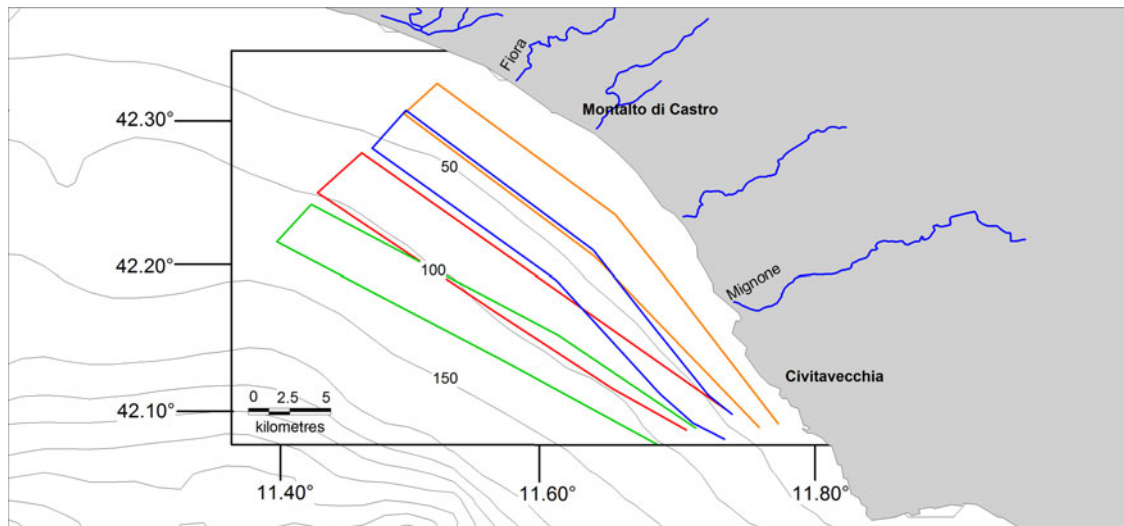 Fiora
Montalto di Castro
42.30°
50
42.20°
100
Mignone
150
Civitavecchia
0 2.5 5
kilometres
42.10°
11.40° 11.60° 11.80°